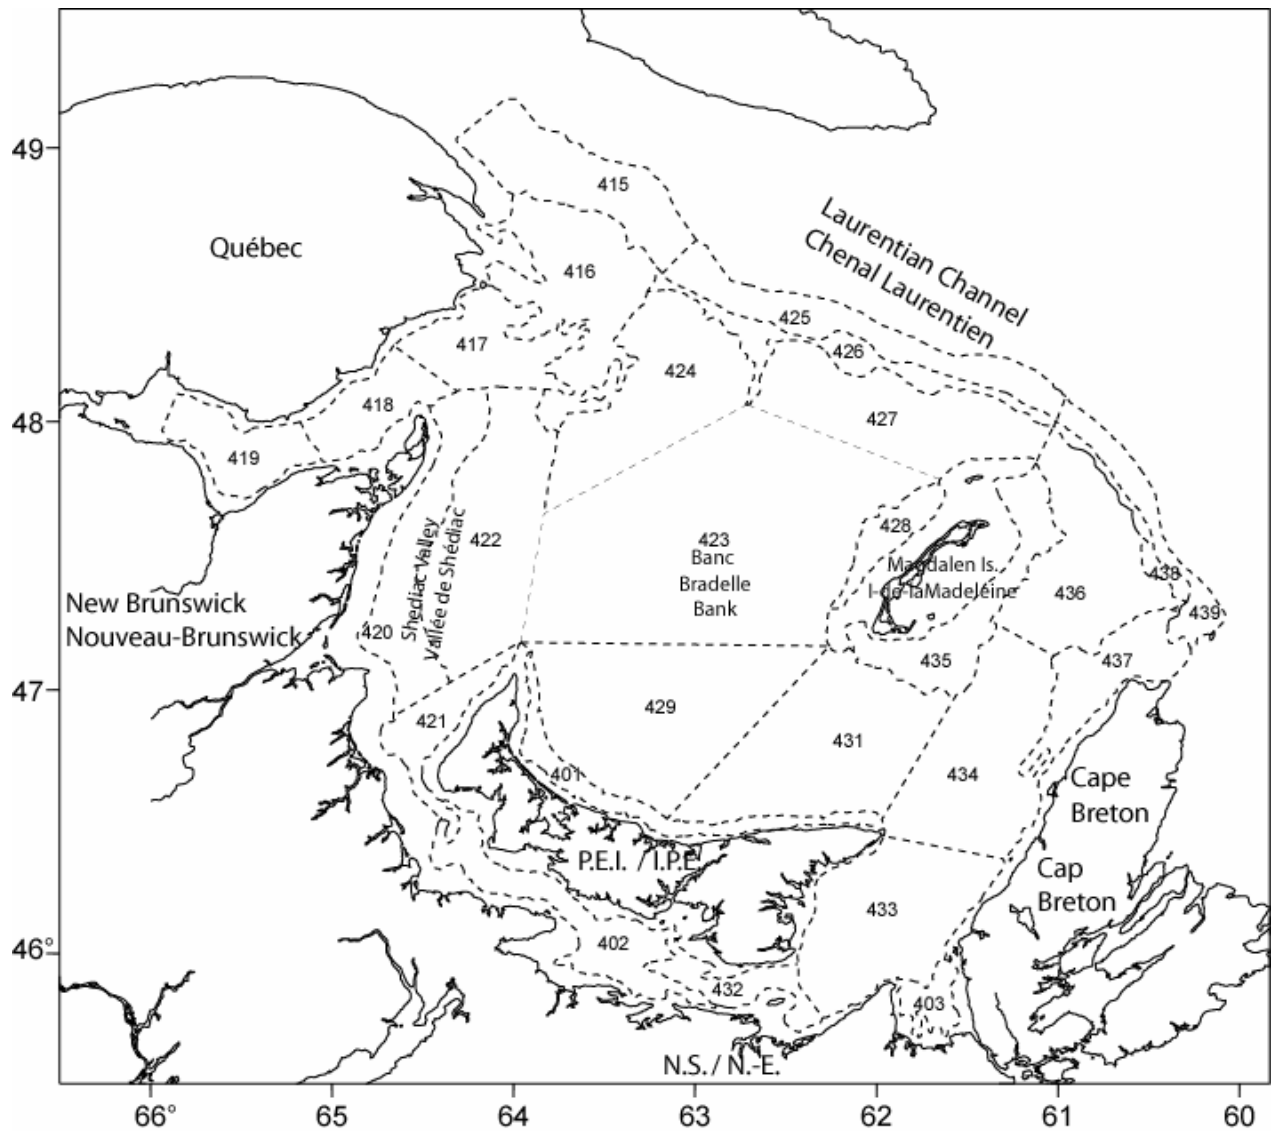 49
48
47
46°
66°
65
64
63
62
61
60
Québec
Laurentian Channel
Chenal Laurentien
415
416
425
417
426
424
418
427
419
428
422
423
Banc
Bradelle
Bank
Shediac Valley
Vallée de Shédiac
Magdalen Is.
I-de-laMadeleine
436
438
439
New Brunswick
Nouveau-Brunswick
420
435
437
429
421
431
434
401
Cape
Breton
P.E.I. / I.P.E.
Cap
Breton
433
402
432
403
N.S. / N.-E.